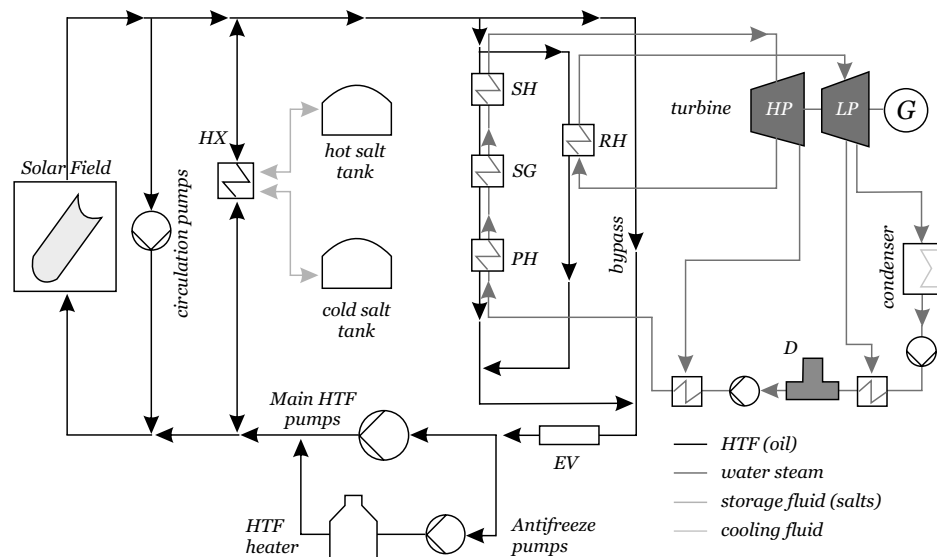 SH
HX
hot salt
tank
RH
turbine
HP
LP
G
Solar Field
SG
circulation pumps
PH
bypass
condenser
cold salt
tank
D
Main HTF
pumps
EV
HTF (oil)
water steam
storage fluid (salts)
cooling fluid
HTF
heater
Antifreeze
pumps